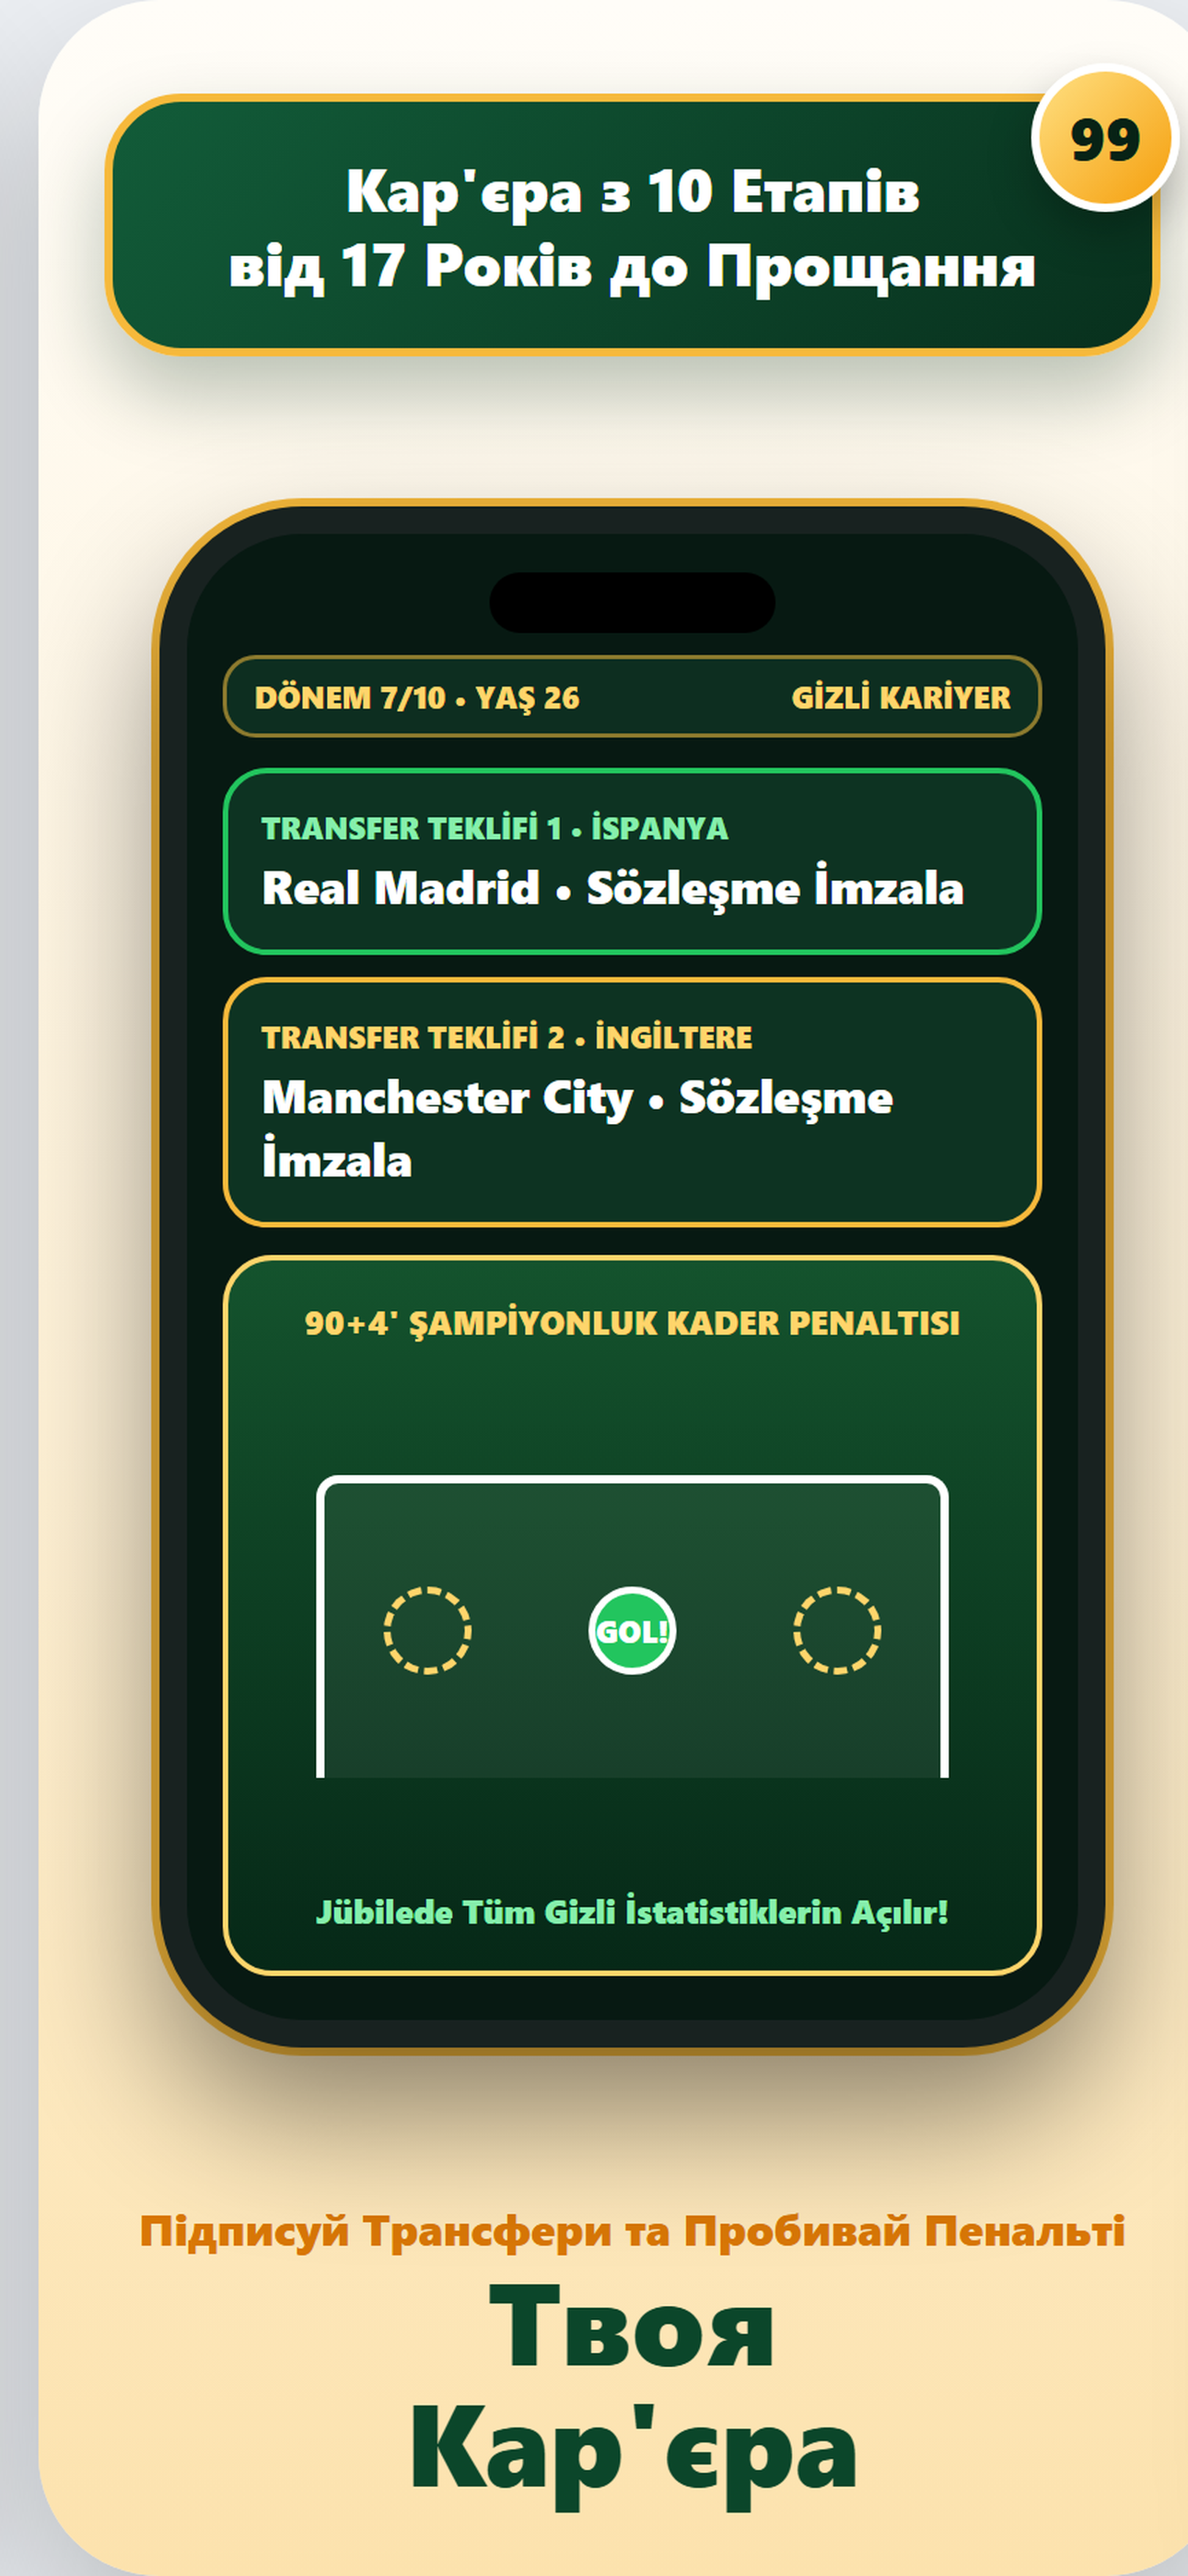 99
Кар'єра з 10 Етапів
від 17 Років до Прощання
DÖNEM 7/10 • YAŞ 26
GİZLİ KARİYER
TRANSFER TEKLİFİ 1 • İSPANYA
Real Madrid • Sözleşme İmzala
TRANSFER TEKLİFİ 2 • İNGİLTERE
Manchester City • Sözleşme
İmzala
90+4' ŞAMPİYONLUK KADER PENALTISI
GOL!
Jübilede Tüm Gizli İstatistiklerin Açılır!
Підписуй Трансфери та Пробивай Пенальті
Твоя
Кар'єра